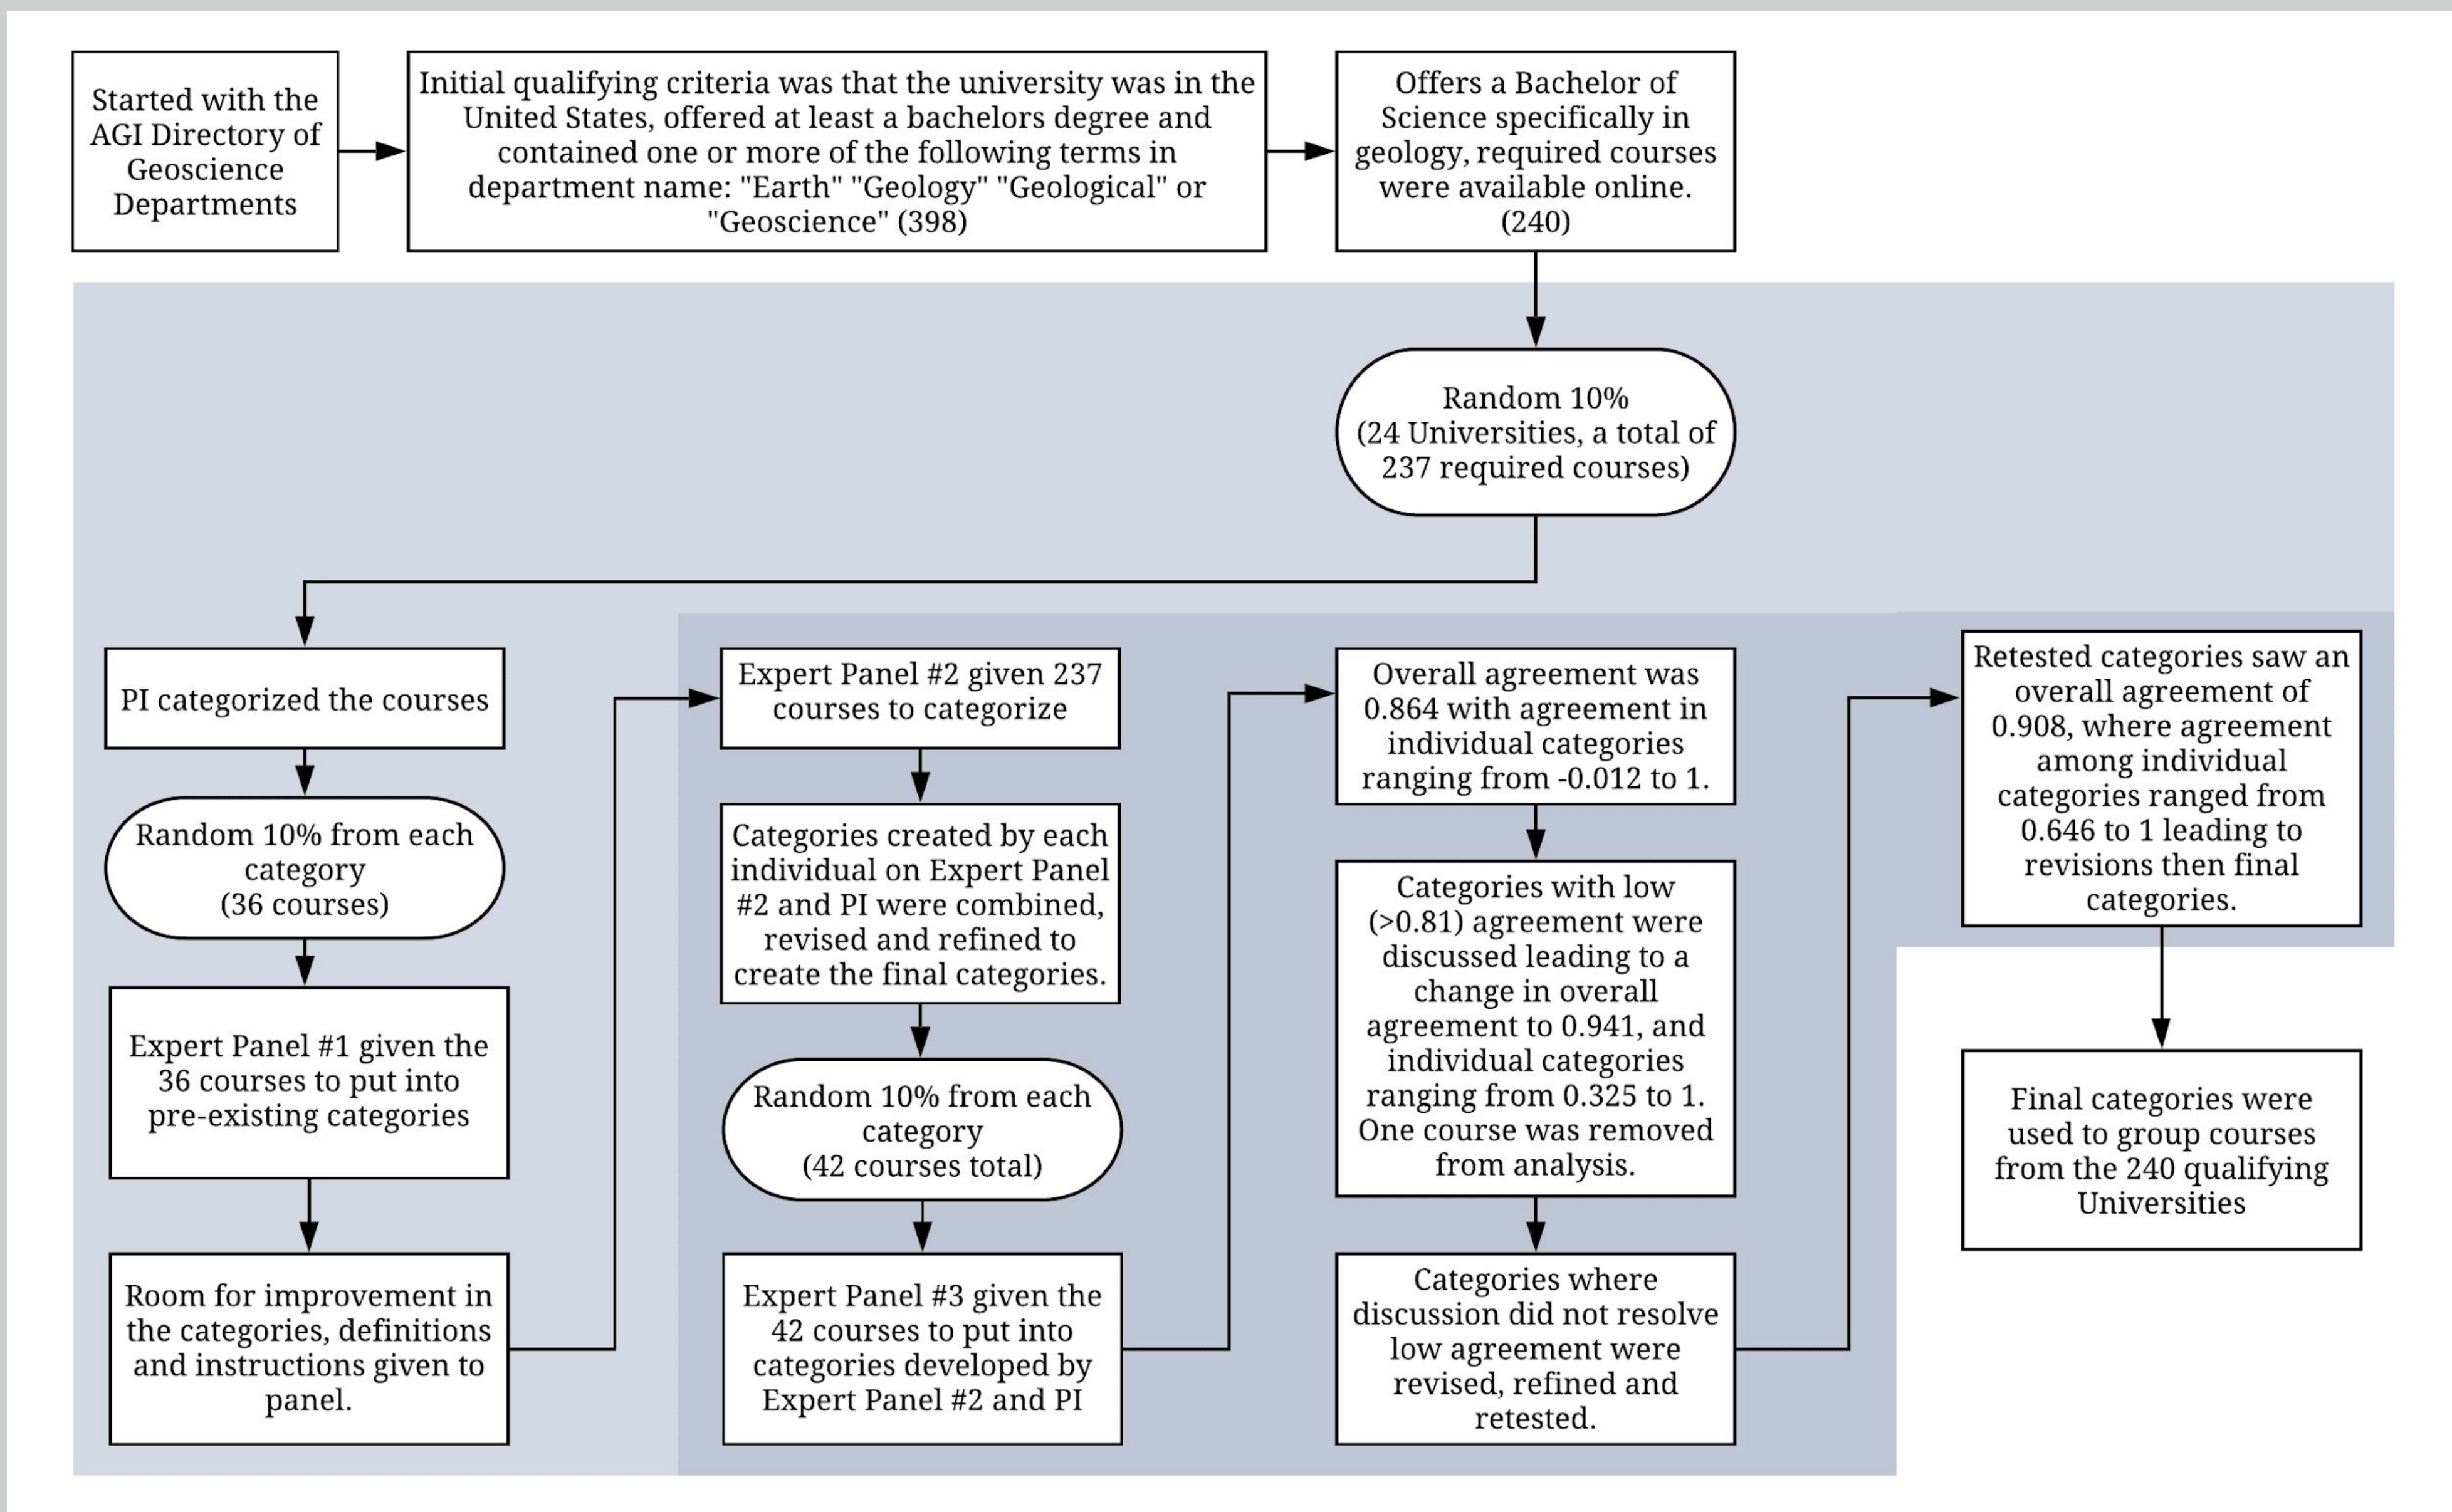 Started with the
AGI Directory of
Geoscience
Departments
Initial qualifying criteria was that the university was in the
United States, offered at least a bachelors degree and
contained one or more of the following terms in
department name: "Earth" "Geology" "Geological" or
"Geoscience" (398)
Offers a Bachelor of
Science specifically in
geology, required courses
were available online.
(240)
Random 10%
(24 Universities, a total of
237 required courses)
PI categorized the courses
Random 10% from each
category
(36 courses)
Expert Panel #1 given the
36 courses to put into
pre-existing categories
Room for improvement in
the categories, definitions
and instructions given to
panel.
Expert Panel #2 given 237
courses to categorize
Categories created by each
individual on Expert Panel
#2 and PI were combined,
revised and refined to
create the final categories.
Random 10% from each
category
(42 courses total)
Expert Panel #3 given the
42 courses to put into
categories developed by
Expert Panel #2 and PI
Overall agreement was
0.864 with agreement in
individual categories
ranging from -0.012 to 1.
Categories with low
(>0.81) agreement were
discussed leading to a
change in overall
agreement to 0.941, and
individual categories
ranging from 0.325 to 1.
One course was removed
from analysis.
Categories where
discussion did not resolve
low agreement were
revised, refined and
retested.
Retested categories saw an
overall agreement of
0.908, where agreement
among individual
categories ranged from
0.646 to 1 leading to
revisions then final
categories.
Final categories were
used to group courses
from the 240 qualifying
Universities